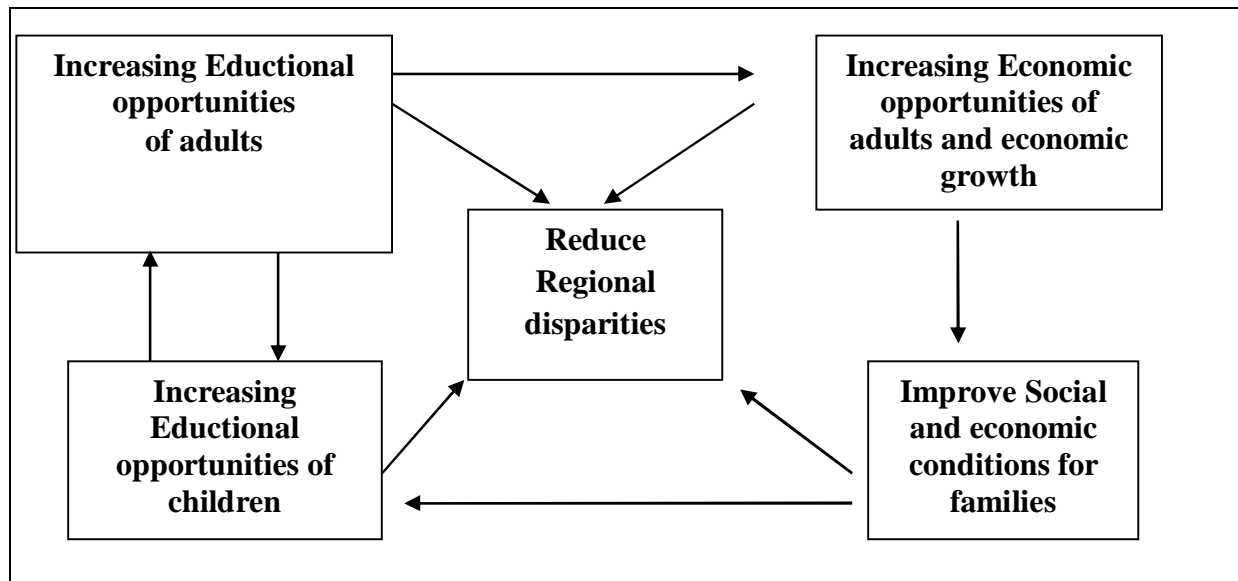 Increasing Eductional
opportunities
of adults
Increasing Economic
opportunities of
adults and economic
growth
Reduce
Regional
disparities
Increasing
Eductional
opportunities of
children
Improve Social
and economic
conditions for
families